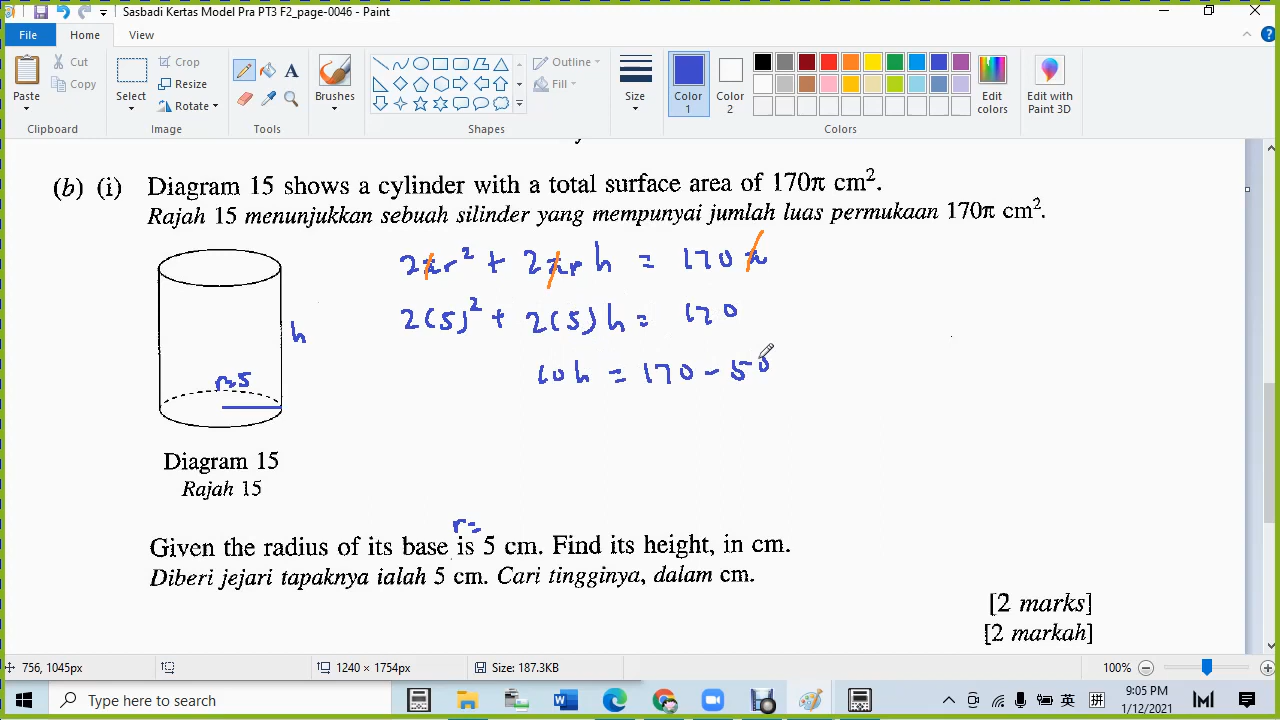 Sasbadi Kertas Model Pra PT3 F2_page-0046 - Paint
File Home View
Paste Cut Copy Clipboard
Select Crop Resize Rotate Image
A Tools
Brushes
Outline Fill Shapes
Size
Color 1 Color 2 Edit colors Colors
Edit with Paint 3D
(b) (i) Diagram 15 shows a cylinder with a total surface area of 170π cm².
Rajah 15 menunjukkan sebuah silinder yang mempunyai jumlah luas permukaan 170π cm².
2πr² + 2πrh = 170π
2(5)² + 2(5)h = 170
h
10h = 170 - 50
r=5
Diagram 15
Rajah 15
r=
Given the radius of its base is 5 cm. Find its height, in cm.
Diberi jejari tapaknya ialah 5 cm. Cari tingginya, dalam cm.
[2 marks]
[2 markah]
756, 1045px 1240 × 1754px Size: 187.3KB 100%
Type here to search
英 拼 9:05 PM
1/12/2021